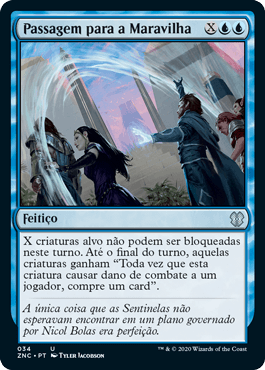 Passagem para a Maravilha X
Feitiço
X criaturas alvo não podem ser bloqueadas
neste turno. Até o final do turno, aquelas
criaturas ganham “Toda vez que esta
criatura causar dano de combate a um
jogador, compre um card”.
A única coisa que as Sentinelas não
esperavam encontrar em um plano governado
por Nicol Bolas era perfeição.
034 U
ZNC • PT Tyler Jacobson
™ & © 2020 Wizards of the Coast